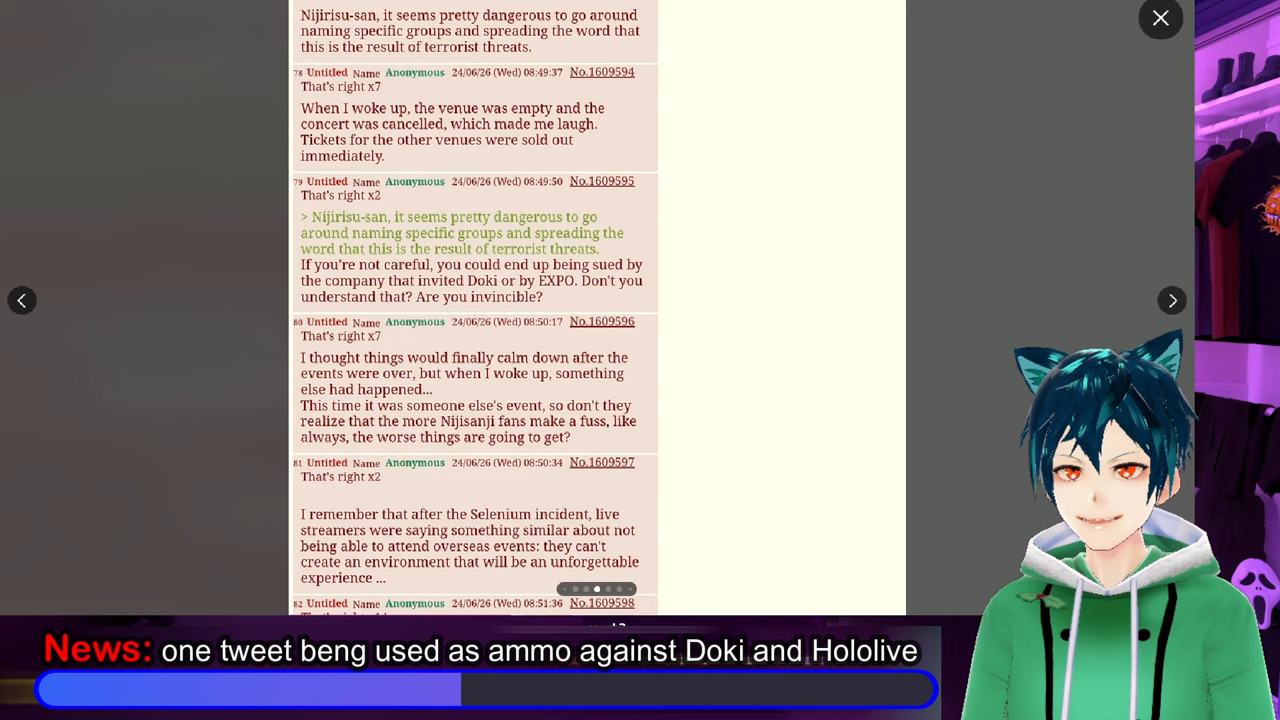 Nijirisu-san, it seems pretty dangerous to go around
naming specific groups and spreading the word that
this is the result of terrorist threats.
78 Untitled Name Anonymous 24/06/26 (Wed) 08:49:37 No.1609594
That's right x7
When I woke up, the venue was empty and the
concert was cancelled, which made me laugh.
Tickets for the other venues were sold out
immediately.
79 Untitled Name Anonymous 24/06/26 (Wed) 08:49:50 No.1609595
That's right x2
> Nijirisu-san, it seems pretty dangerous to go
around naming specific groups and spreading the
word that this is the result of terrorist threats.
If you're not careful, you could end up being sued by
the company that invited Doki or by EXPO. Don't you
understand that? Are you invincible?
80 Untitled Name Anonymous 24/06/26 (Wed) 08:50:17 No.1609596
That's right x7
I thought things would finally calm down after the
events were over, but when I woke up, something
else had happened...
This time it was someone else's event, so don't they
realize that the more Nijisanji fans make a fuss, like
always, the worse things are going to get?
81 Untitled Name Anonymous 24/06/26 (Wed) 08:50:34 No.1609597
That's right x2
I remember that after the Selenium incident, live
streamers were saying something similar about not
being able to attend overseas events: they can't
create an environment that will be an unforgettable
experience ...
82 Untitled Name Anonymous 24/06/26 (Wed) 08:51:36 No.1609598
News: one tweet beng used as ammo against Doki and Hololive